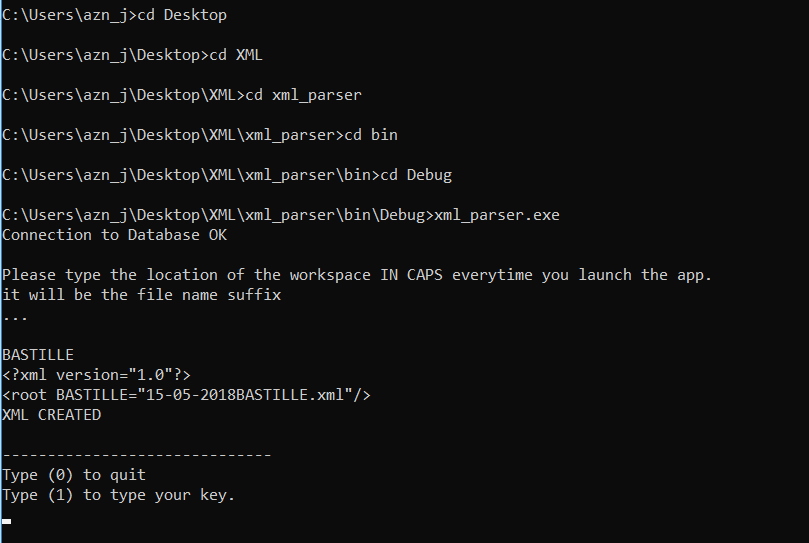 C:\Users\azn_j>cd Desktop
C:\Users\azn_j\Desktop>cd XML
C:\Users\azn_j\Desktop\XML>cd xml_parser
C:\Users\azn_j\Desktop\XML\xml_parser>cd bin
C:\Users\azn_j\Desktop\XML\xml_parser\bin>cd Debug
C:\Users\azn_j\Desktop\XML\xml_parser\bin\Debug>xml_parser.exe
Connection to Database OK
Please type the location of the workspace IN CAPS everytime you launch the app.
it will be the file name suffix
...
BASTILLE
<?xml version="1.0"?>
<root BASTILLE="15-05-2018BASTILLE.xml"/>
XML CREATED
------------------------------
Type (0) to quit
Type (1) to type your key.